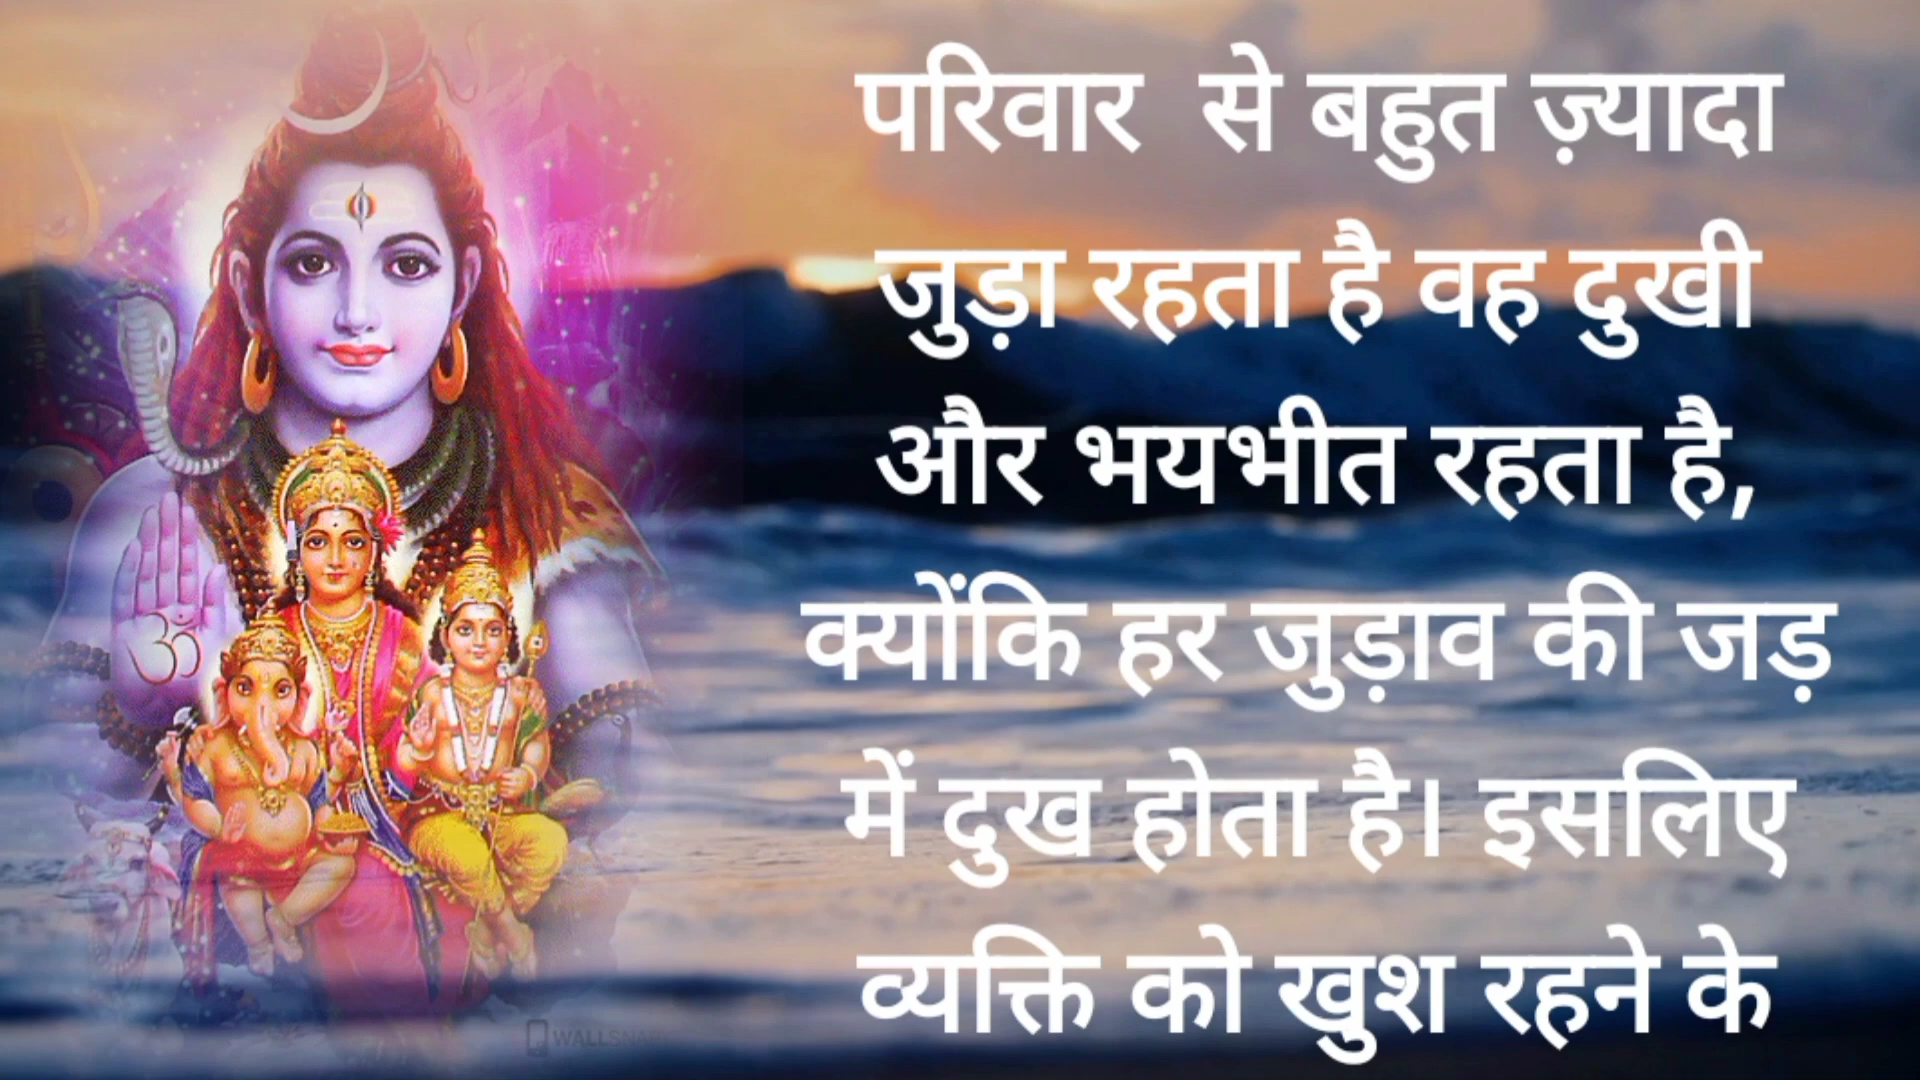 परिवार से बहुत ज़्यादा
जुड़ा रहता है वह दुखी
और भयभीत रहता है,
क्योंकि हर जुड़ाव की जड़
में दुख होता है। इसलिए
व्यक्ति को खुश रहने के
ॐ